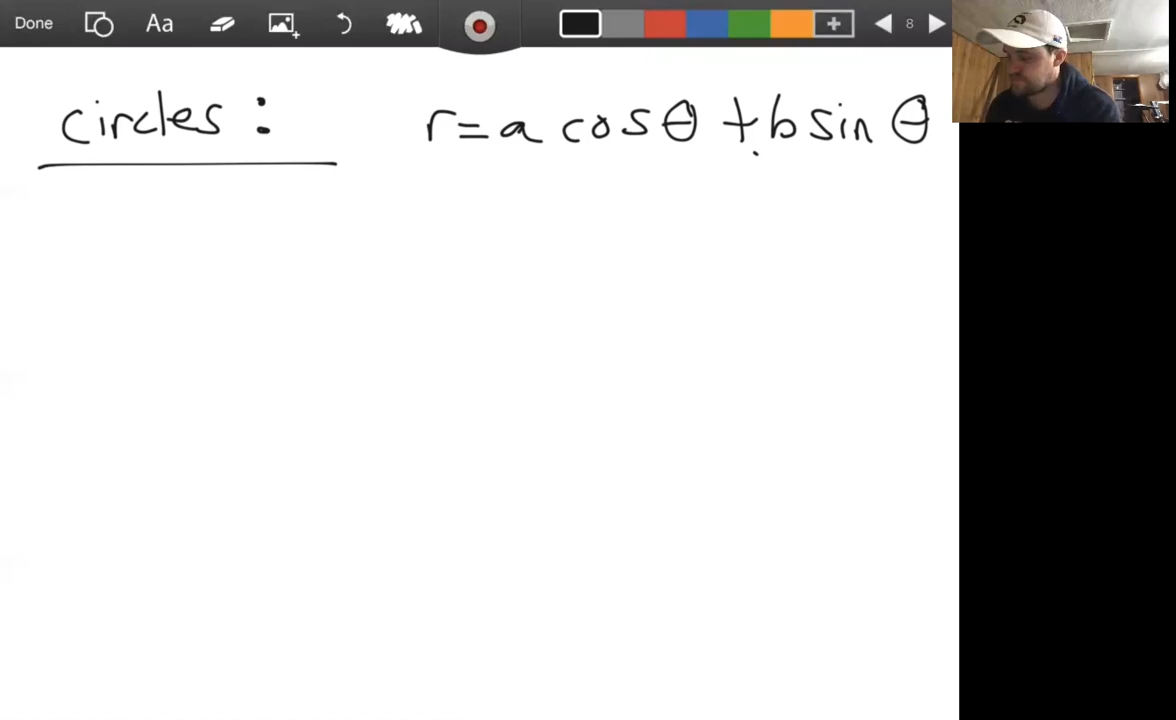 Done Aa 8
circles : r = a cos θ + b sin θ